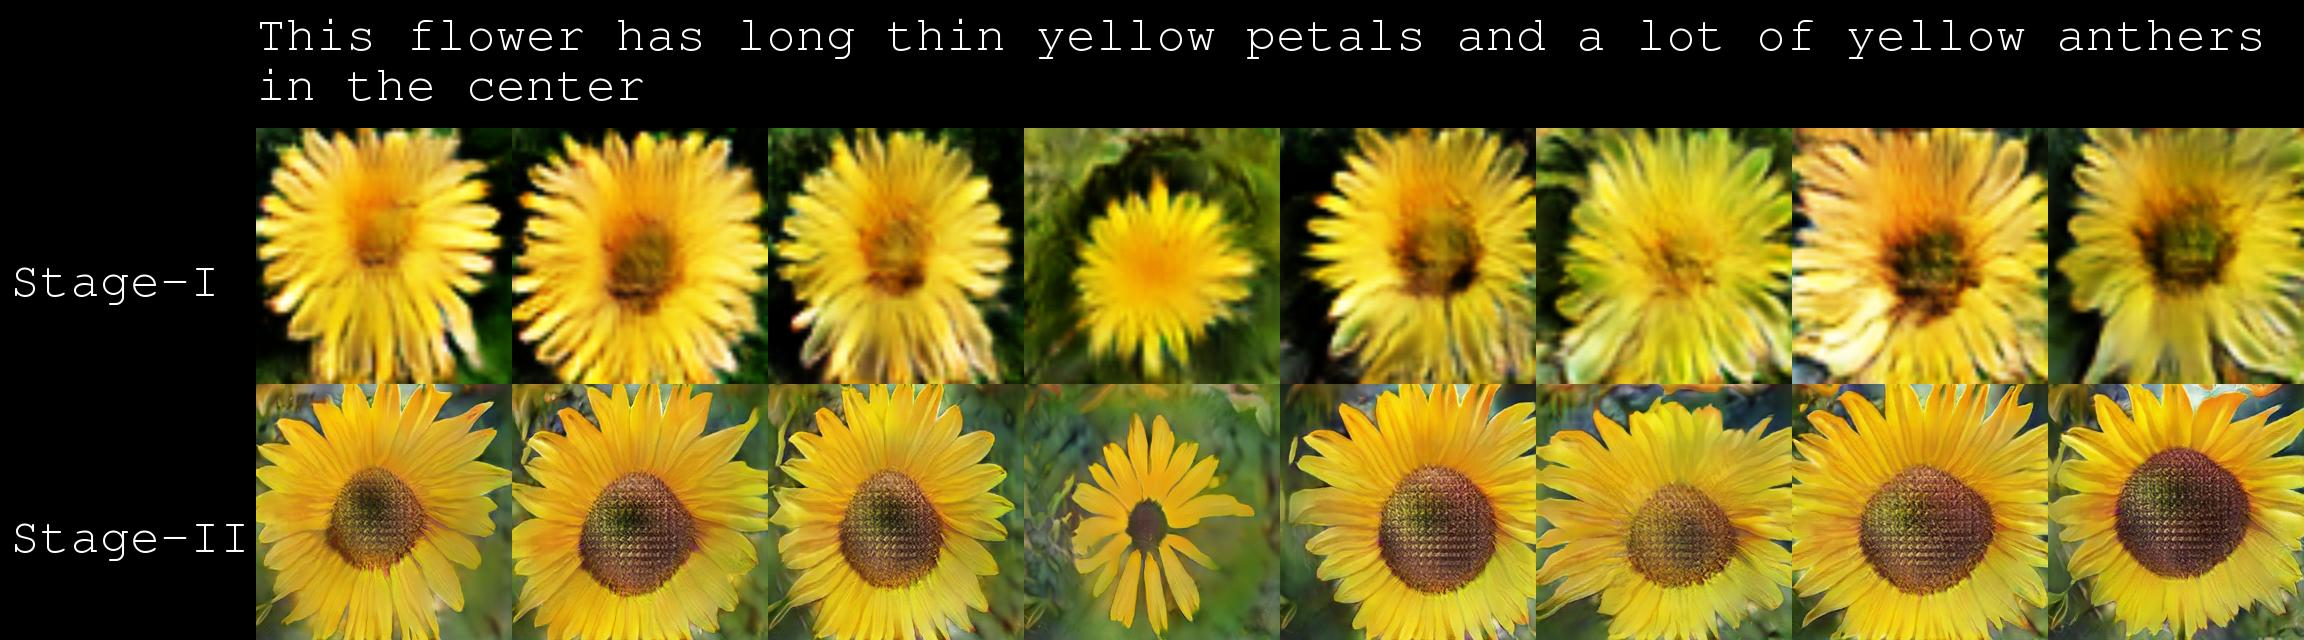 This flower has long thin yellow petals and a lot of yellow anthers
in the center
Stage-I
Stage-II